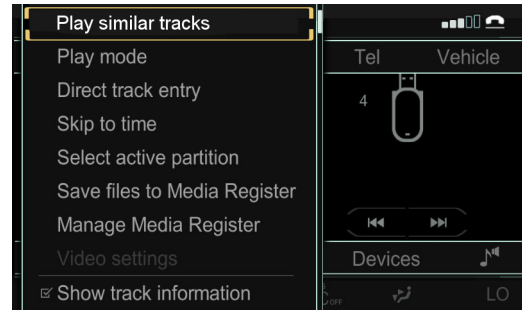 Play similar tracks
Play mode
Tel
Vehicle
Direct track entry
4
Skip to time
Select active partition
Save files to Media Register
Manage Media Register
Video settings
Devices
Show track information
OFF
LO